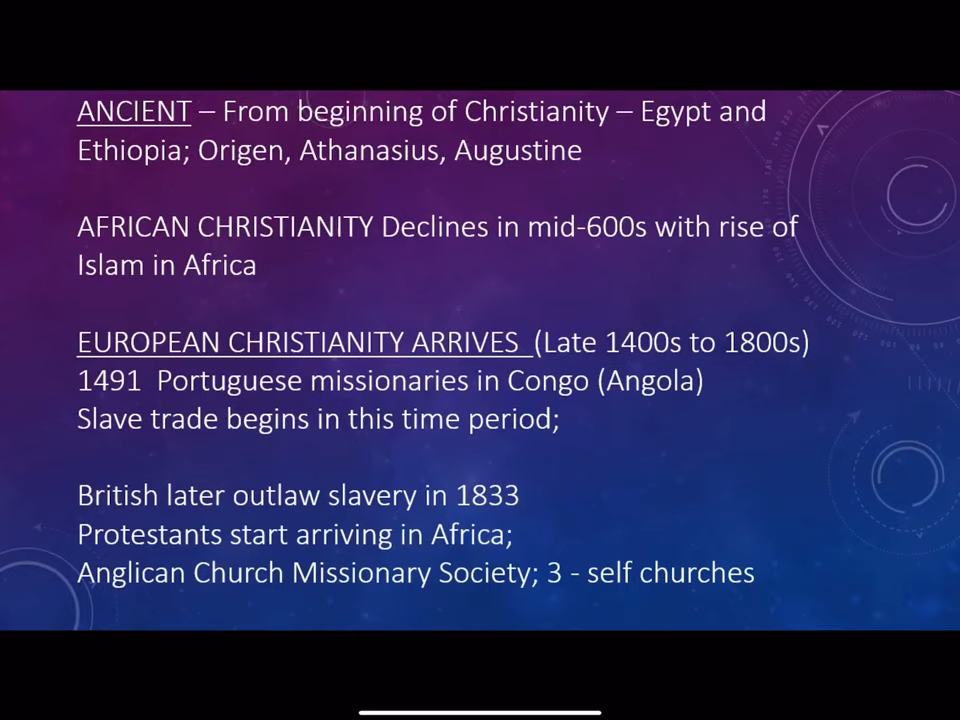 ANCIENT – From beginning of Christianity – Egypt and
Ethiopia; Origen, Athanasius, Augustine
AFRICAN CHRISTIANITY Declines in mid-600s with rise of
Islam in Africa
EUROPEAN CHRISTIANITY ARRIVES (Late 1400s to 1800s)
1491 Portuguese missionaries in Congo (Angola)
Slave trade begins in this time period;
British later outlaw slavery in 1833
Protestants start arriving in Africa;
Anglican Church Missionary Society; 3 - self churches